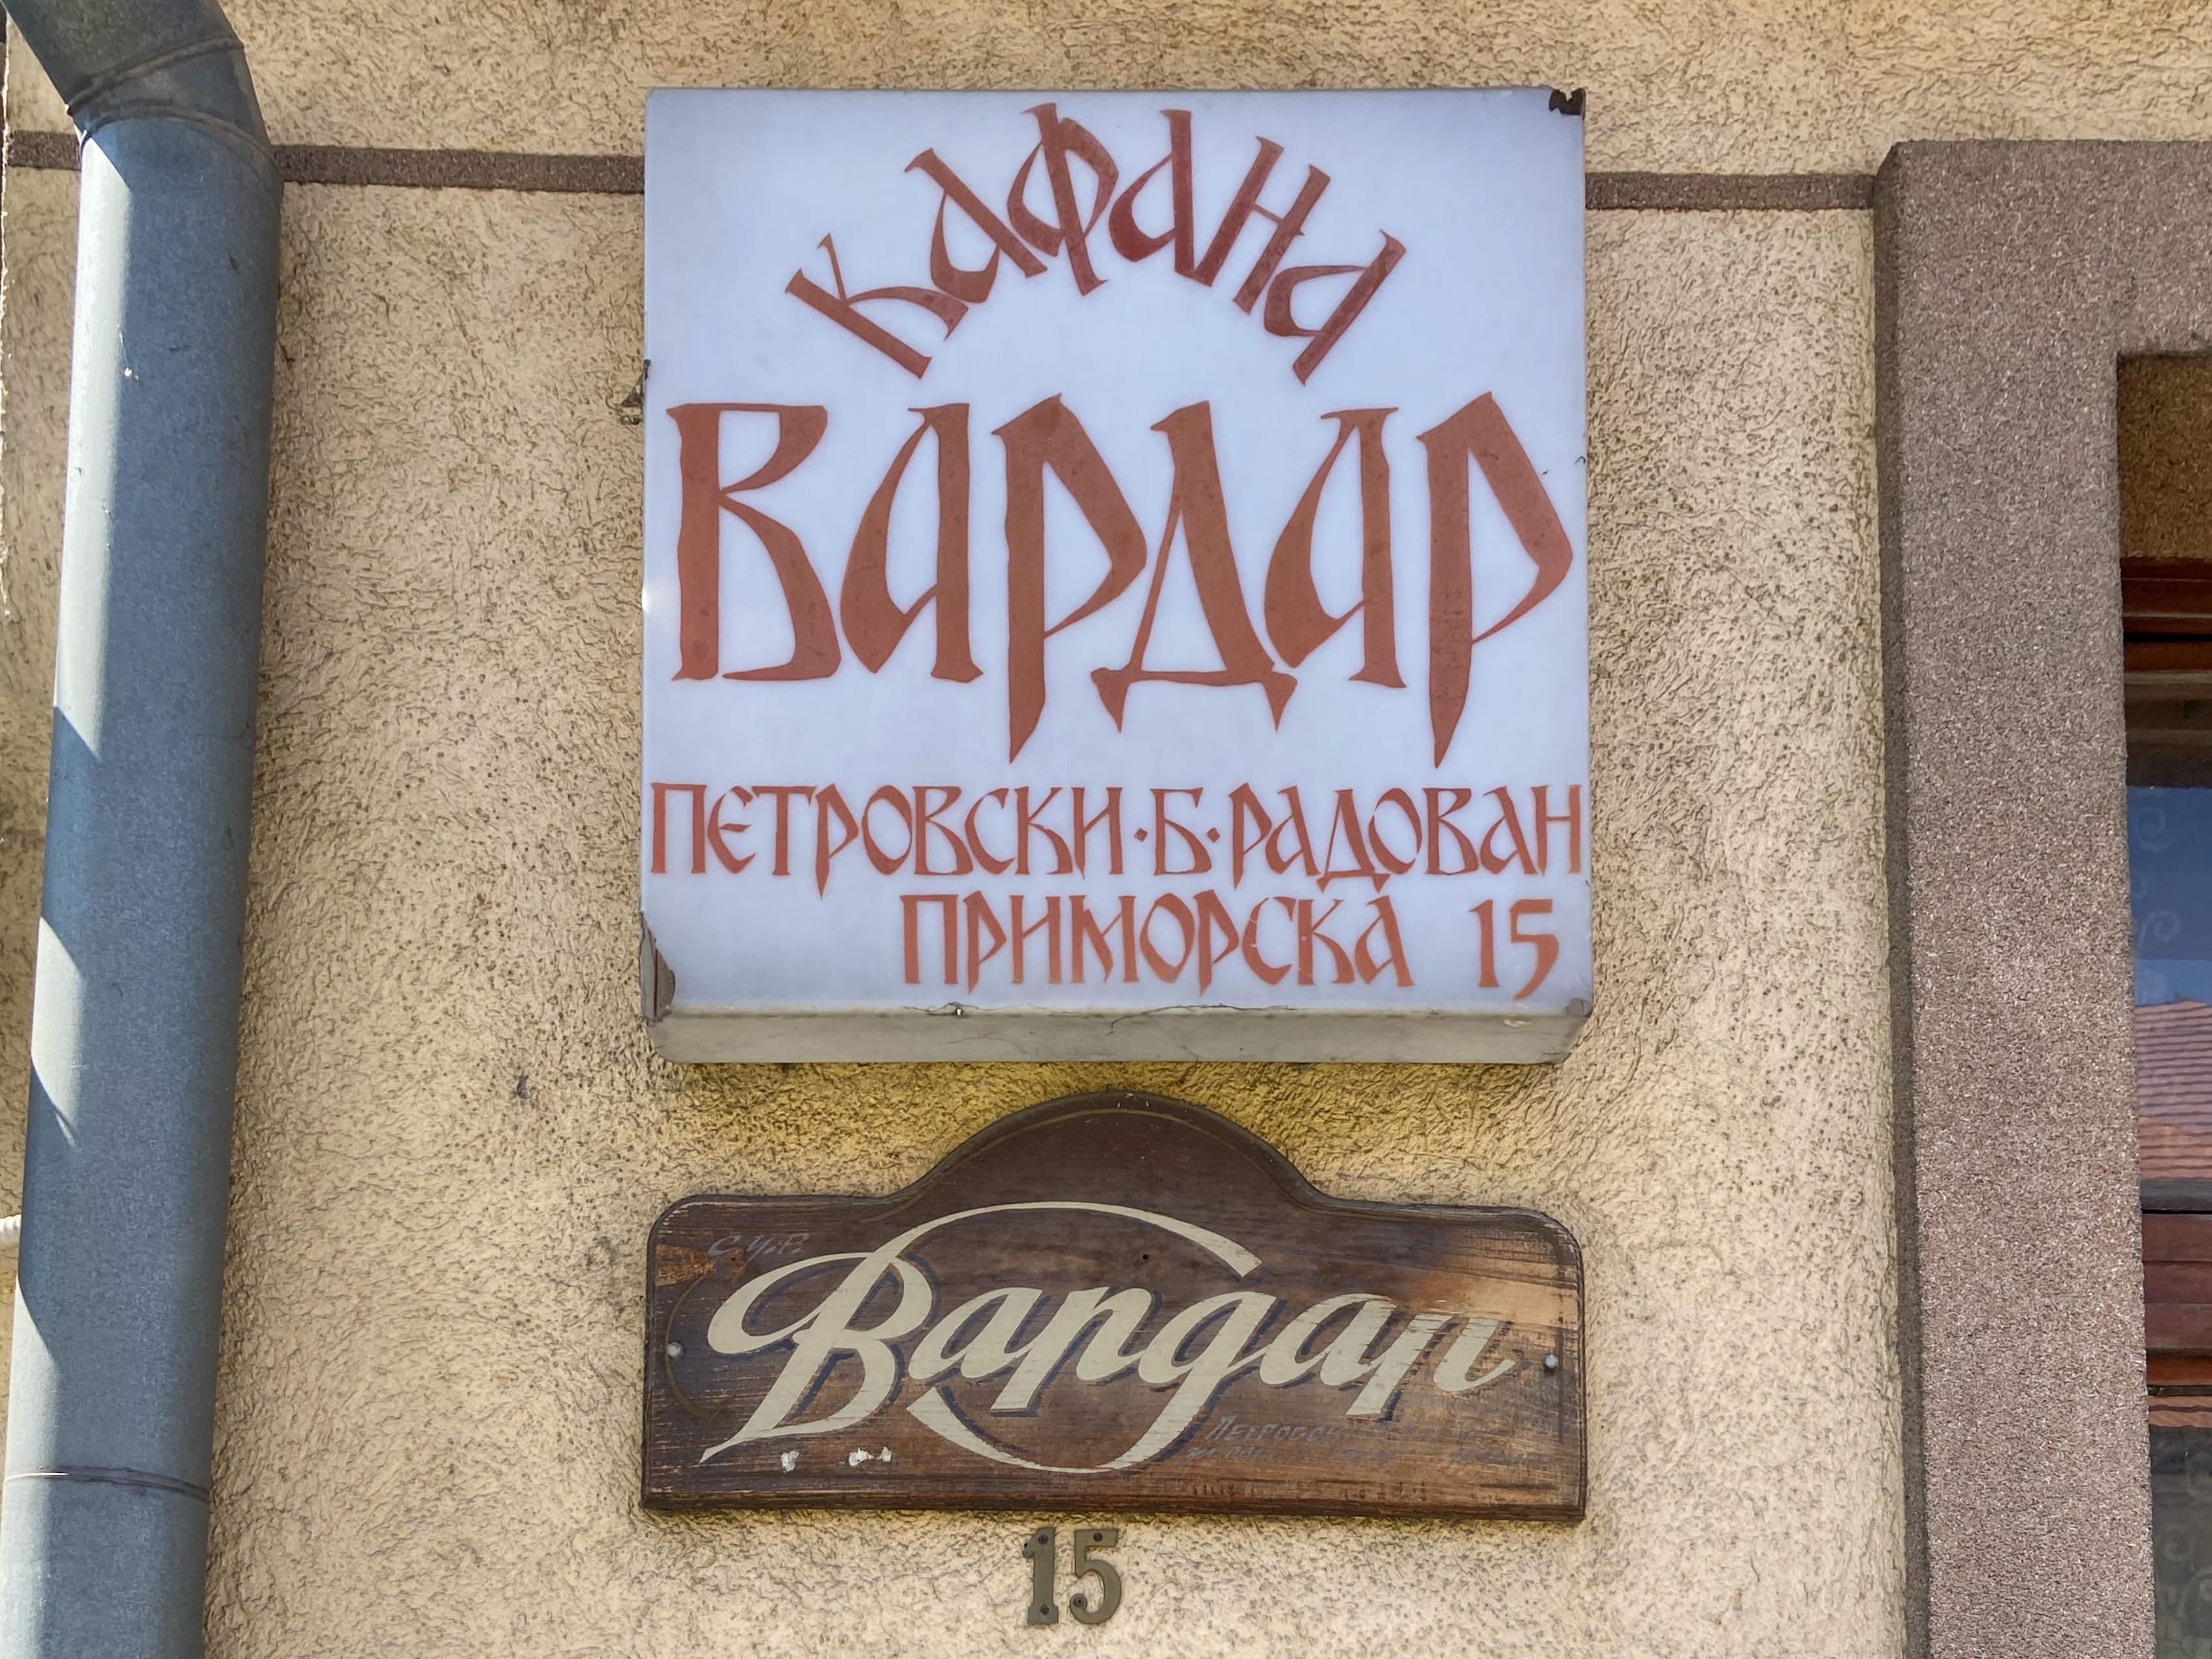 Кафана
ВАРДАР
ПЕТРОВСКИ·Б·РАДОВАН
ПРИМОРСКА 15
С.У.Р.
Вардар
15